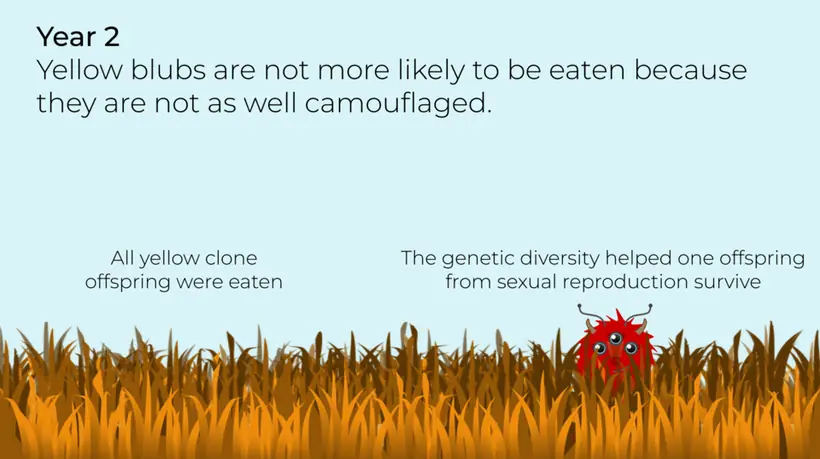 Year 2
Yellow blubs are not more likely to be eaten because
they are not as well camouflaged.
All yellow clone
offspring were eaten
The genetic diversity helped one offspring
from sexual reproduction survive